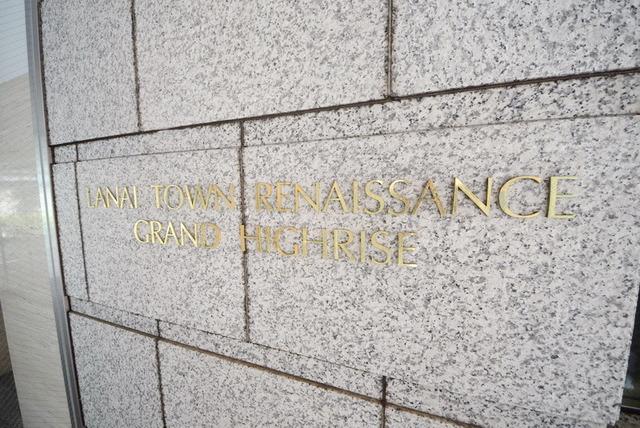 LANAI TOWN RENAISSANCE
GRAND HIGHRISE